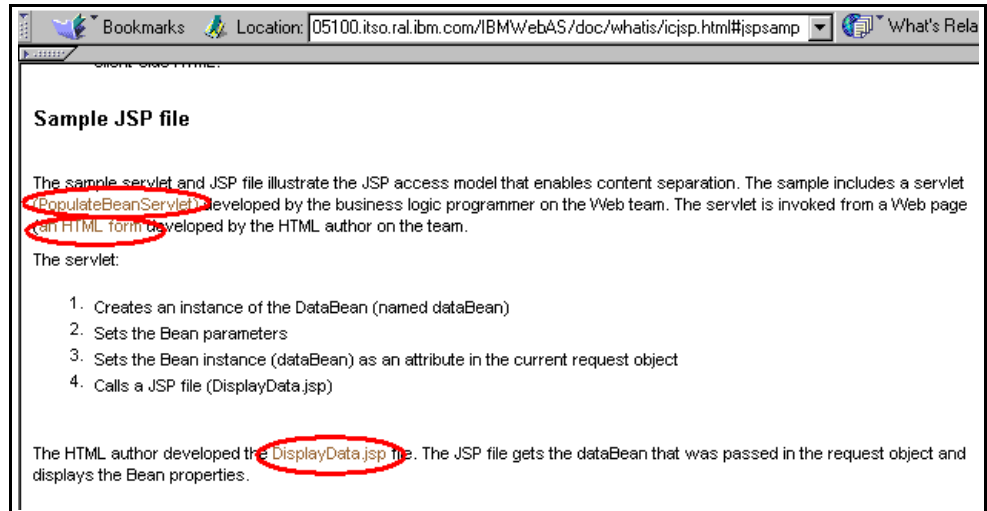 Bookmarks Location: 05100.itso.ral.ibm.com/IBMWebAS/doc/whatis/icjsp.html#jspsamp What's Rela
Sample JSP file
The sample servlet and JSP file illustrate the JSP access model that enables content separation. The sample includes a servlet
(PopulateBeanServlet) developed by the business logic programmer on the Web team. The servlet is invoked from a Web page
(an HTML form developed by the HTML author on the team.
The servlet:
1. Creates an instance of the DataBean (named dataBean)
2. Sets the Bean parameters
3. Sets the Bean instance (dataBean) as an attribute in the current request object
4. Calls a JSP file (DisplayData.jsp)
The HTML author developed the DisplayData.jsp file. The JSP file gets the dataBean that was passed in the request object and
displays the Bean properties.